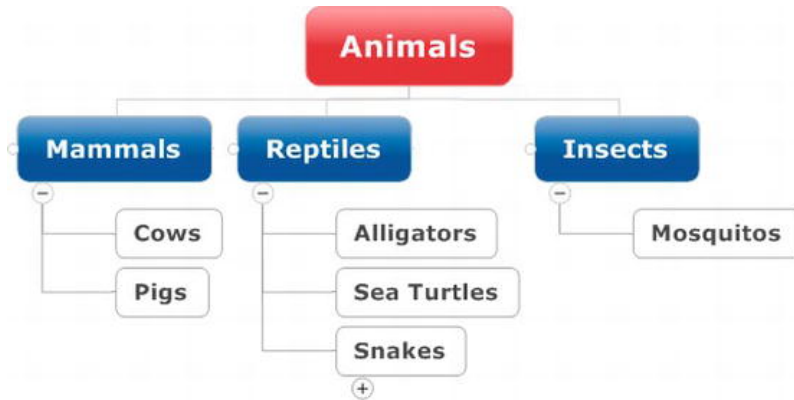 Animals
Mammals
Cows
Pigs
Reptiles
Alligators
Sea Turtles
Snakes
Insects
Mosquitos